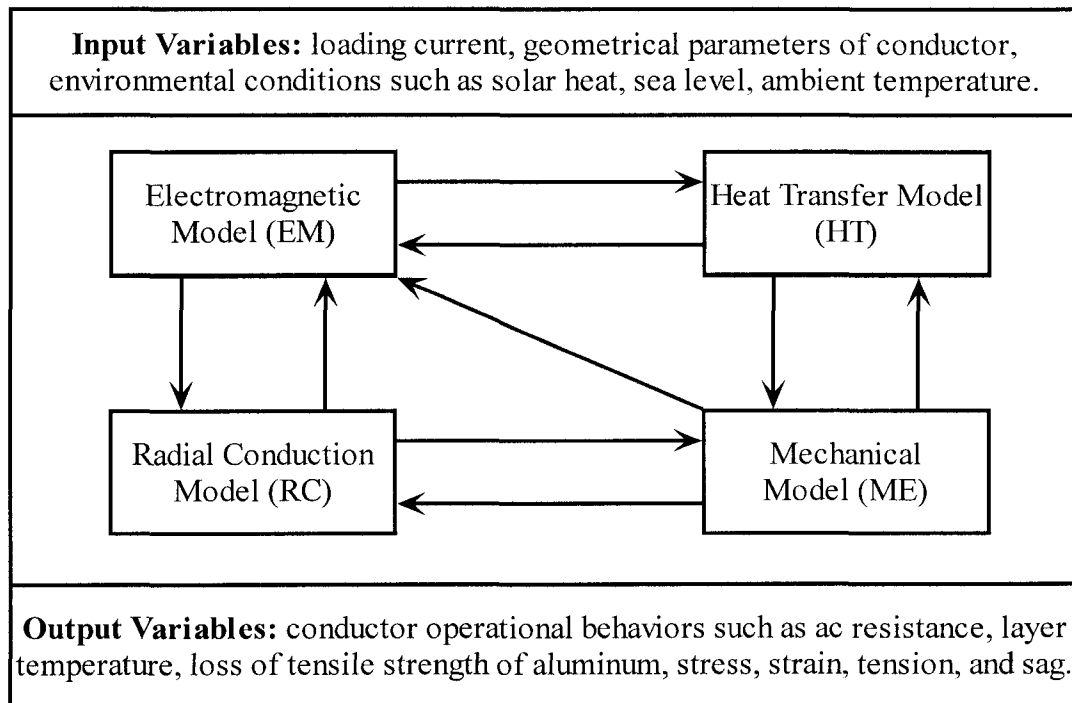 Input Variables: loading current, geometrical parameters of conductor,
environmental conditions such as solar heat, sea level, ambient temperature.
Electromagnetic
Model (EM)
Heat Transfer Model
(HT)
Radial Conduction
Model (RC)
Mechanical
Model (ME)
Output Variables: conductor operational behaviors such as ac resistance, layer
temperature, loss of tensile strength of aluminum, stress, strain, tension, and sag.